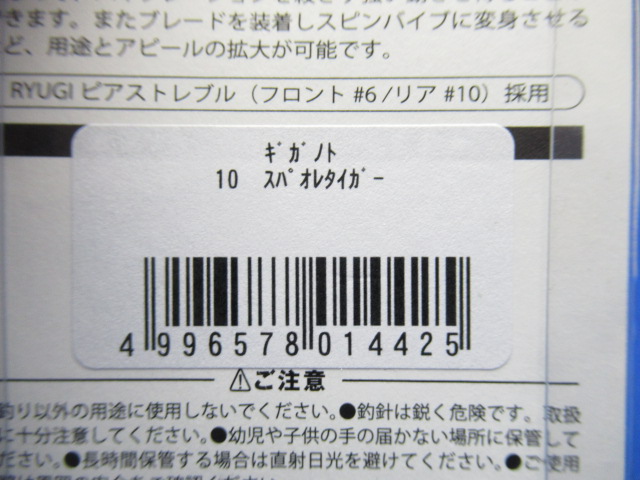 きます。またブレードを装着しスピンバイブに変身させる
ど、用途とアピールの拡大が可能です。
RYUGI ピアストレブル（フロント #6 /リア #10）採用
ｷﾞｶﾞﾉﾄ
10 ｽﾊﾟｵﾚﾀｲｶﾞｰ
4 996578 014425
⚠ご注意
釣り以外の用途に使用しないでください。●釣針は鋭く危険です。取扱
に十分注意してください。●幼児や子供の手の届かない場所に保管して
ださい。●長時間保管する場合は直射日光を避けてください。●ご使用